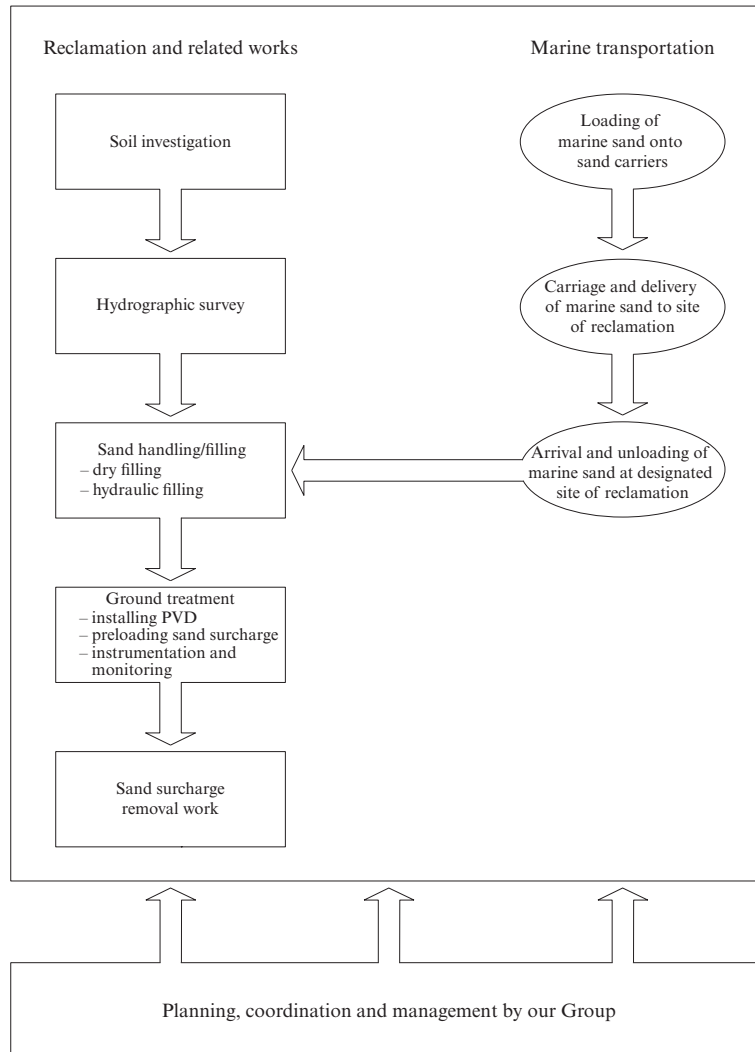 Reclamation and related works
Marine transportation
Soil investigation
Loading of
marine sand onto
sand carriers
Hydrographic survey
Carriage and delivery
of marine sand to site
of reclamation
Sand handling/filling
– dry filling
– hydraulic filling
Arrival and unloading of
marine sand at designated
site of reclamation
Ground treatment
– installing PVD
– preloading sand surcharge
– instrumentation and
monitoring
Sand surcharge
removal work
Planning, coordination and management by our Group